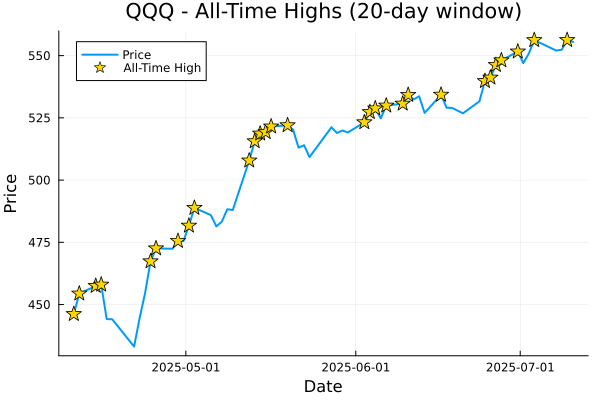 QQQ - All-Time Highs (20-day window)
Price
All-Time High
550
525
500
475
450
Price
2025-05-01
2025-06-01
2025-07-01
Date